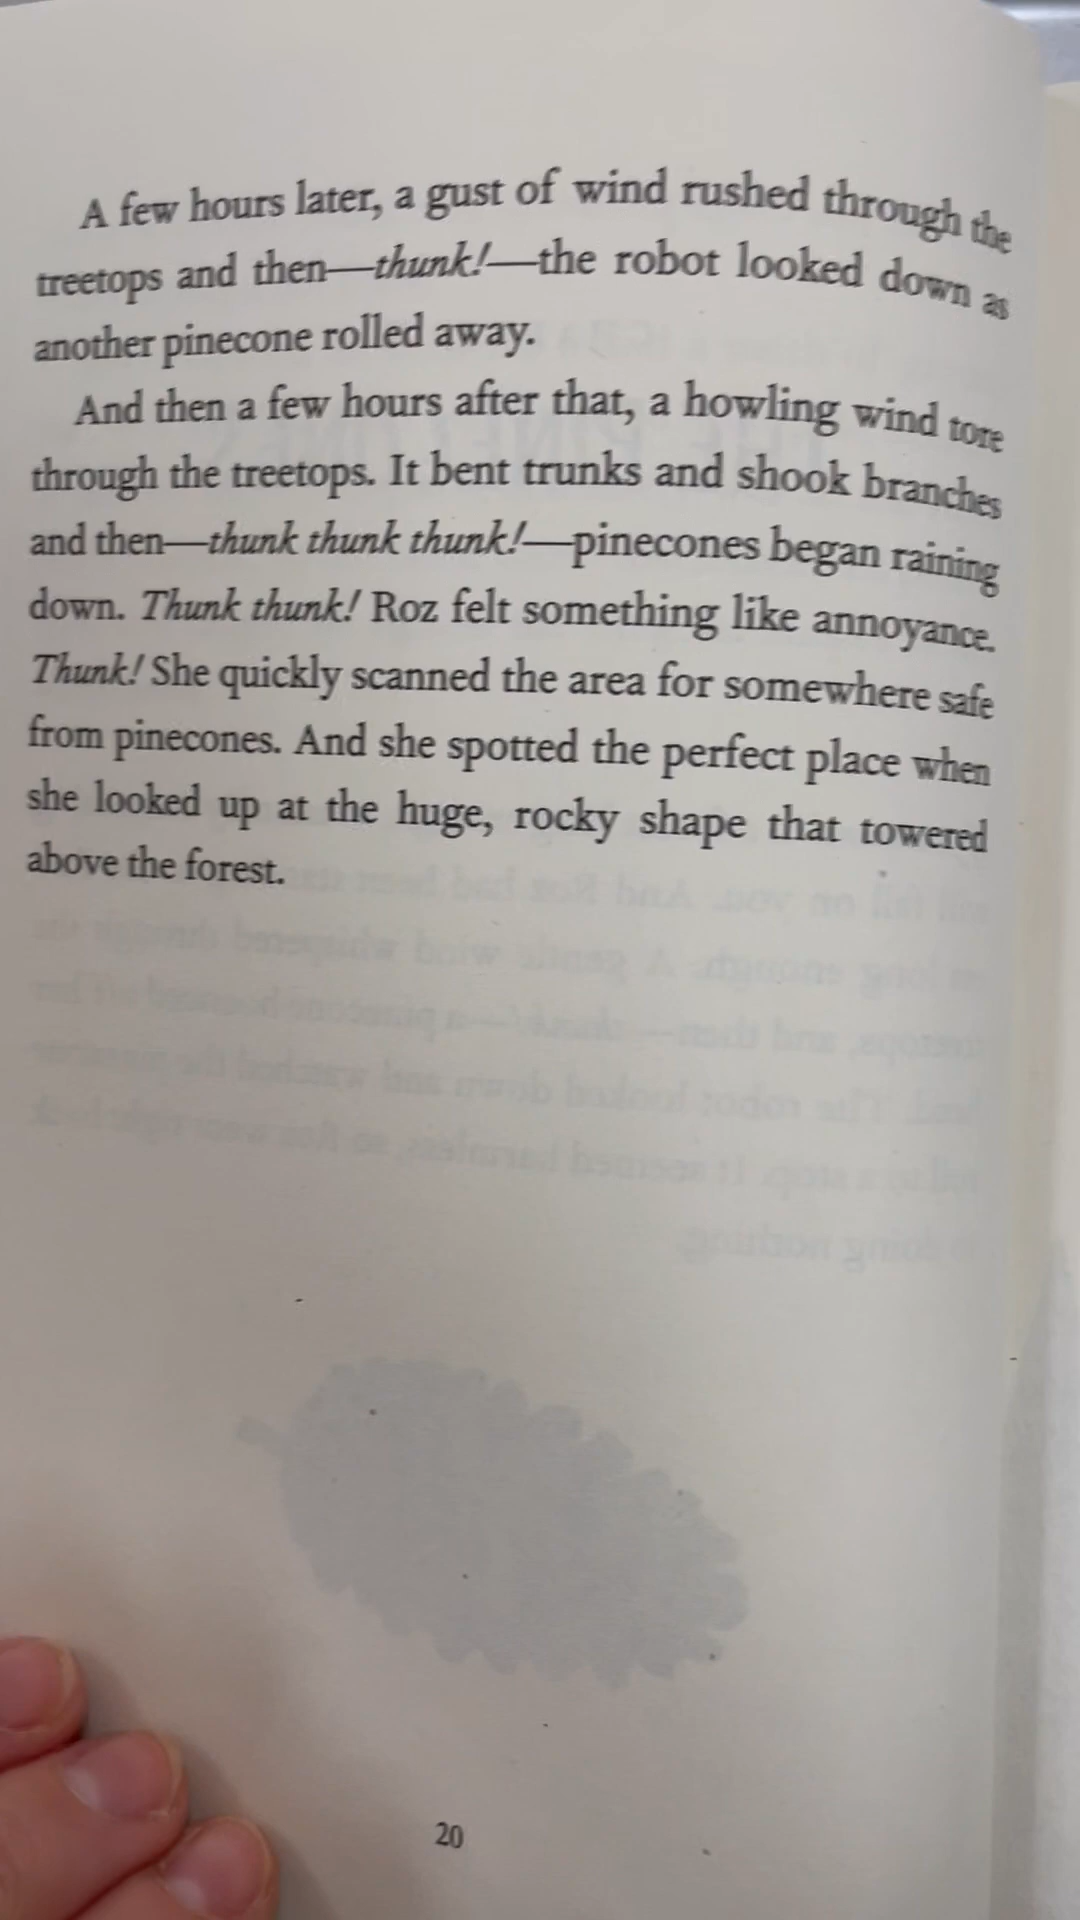 A few hours later, a gust of wind rushed through the
treetops and then—thunk!—the robot looked down as
another pinecone rolled away.
And then a few hours after that, a howling wind tore
through the treetops. It bent trunks and shook branches
and then—thunk thunk thunk!—pinecones began raining
down. Thunk thunk! Roz felt something like annoyance.
Thunk! She quickly scanned the area for somewhere safe
from pinecones. And she spotted the perfect place when
she looked up at the huge, rocky shape that towered
above the forest.
20